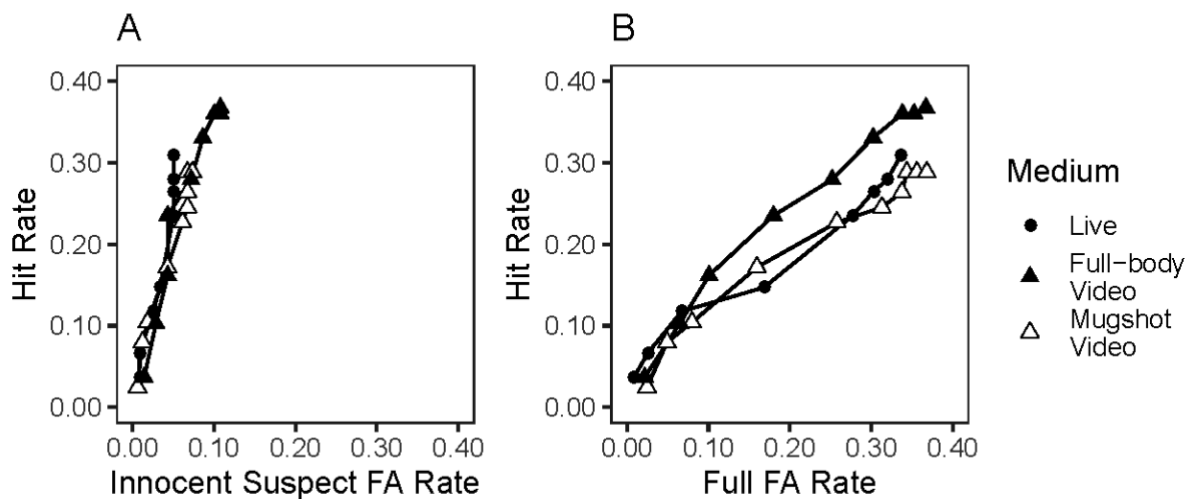 A
0.40
0.30
0.20
0.10
0.00
Hit Rate
0.00 0.10 0.20 0.30 0.40
Innocent Suspect FA Rate
B
0.40
0.30
0.20
0.10
0.00
Hit Rate
0.00 0.10 0.20 0.30 0.40
Full FA Rate
Medium
Live
Full-body
Video
Mugshot
Video